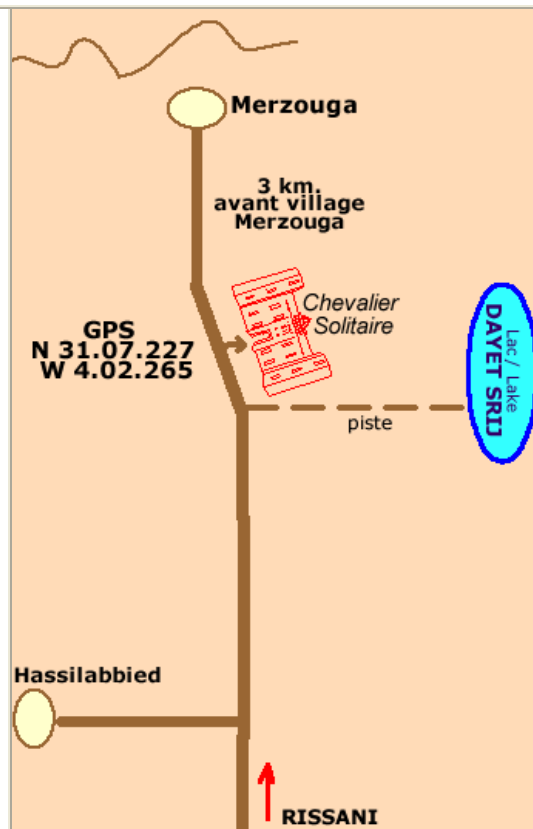 Merzouga
3 km.
avant village
Merzouga
Chevalier
Solitaire
GPS
N 31.07.227
W 4.02.265
Lac / Lake
DAYET SRIJ
piste
Hassilabbied
RISSANI